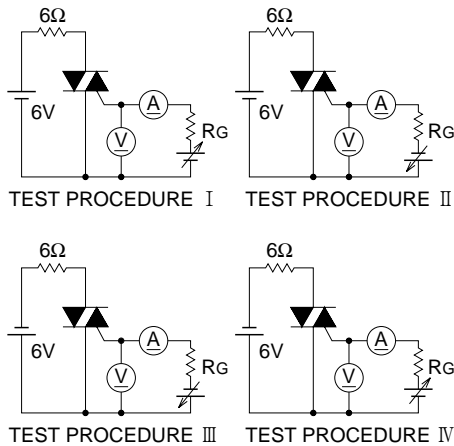 6Ω 6Ω
6V A V RG 6V A V RG
TEST PROCEDURE Ⅰ TEST PROCEDURE Ⅱ
6Ω 6Ω
6V A V RG 6V A V RG
TEST PROCEDURE Ⅲ TEST PROCEDURE Ⅳ